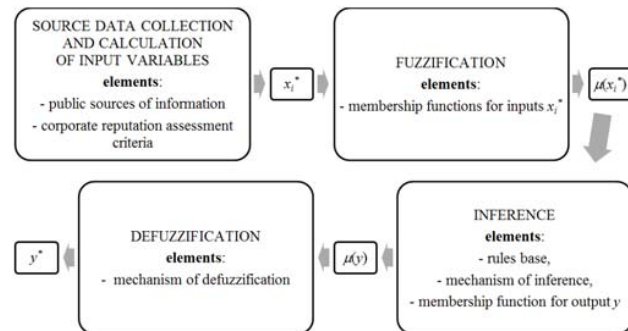 SOURCE DATA COLLECTION
AND CALCULATION
OF INPUT VARIABLES
elements:
- public sources of information
- corporate reputation assessment
criteria
xᵢ*
FUZZIFICATION
elements:
- membership functions for inputs xᵢ*
μ(xᵢ*)
INFERENCE
elements:
- rules base,
- mechanism of inference,
- membership function for output y
μ(y)
DEFUZZIFICATION
elements:
- mechanism of defuzzification
y*